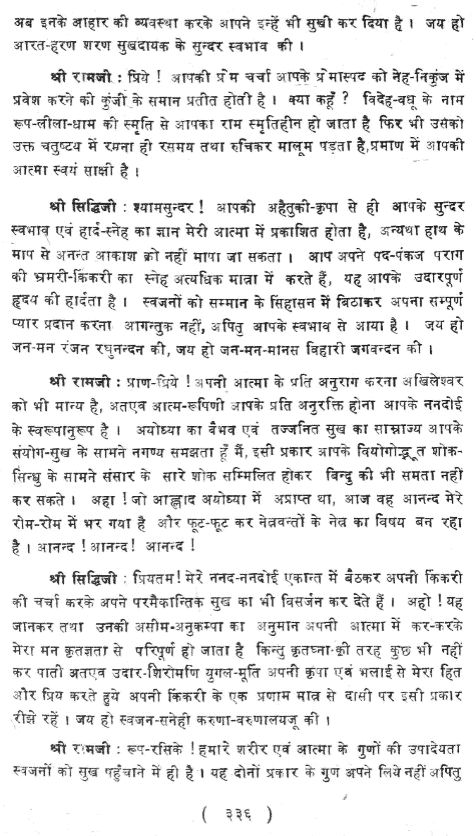 अब इनके आहार की व्यवस्था करके आपने इन्हें भी सुखी कर दिया है। जय हो
आरत-हरण शरण सुखदायक के सुन्दर स्वभाव की।
श्री रामजी : प्रिये ! आपकी प्रेम चर्चा आपके प्रेमास्पद को नेह-निकुंज में
प्रवेश करने की कुंजी के समान प्रतीत होती है। क्या कहूँ ? विदेह-बधू के नाम
रूप-लीला-धाम की स्मृति से आपका राम स्मृतिहीन हो जाता है फिर भी उसको
उक्त चतुष्टय में रमना ही रसमय तथा रुचिकर मालूम पड़ता है,प्रमाण में आपकी
आत्मा स्वयं साक्षी है।
श्री सिद्धिजी : श्यामसुन्दर ! आपकी अहैतुकी-कृपा से ही आपके सुन्दर
स्वभाव एवं हार्द-स्नेह का ज्ञान मेरी आत्मा में प्रकाशित होता है, अन्यथा हाथ के
माप से अनन्त आकाश को नहीं मापा जा सकता। आप अपने पद-पंकज पराग
की भ्रमरी-किंकरी का स्नेह अत्यधिक मात्रा में करते हैं, यह आपके उदारपूर्ण
हृदय की हार्दता है। स्वजनों को सम्मान के सिंहासन में बिठाकर अपना सम्पूर्ण
प्यार प्रदान करना आगन्तुक नहीं, अपितु आपके स्वभाव से आया है। जय हो
जन-मन रंजन रघुनन्दन की, जय हो जन-मन-मानस विहारी जगवन्दन की।
श्री रामजी : प्राण-प्रिये ! अपनी आत्मा के प्रति अनुराग करना अखिलेश्वर
को भी मान्य है, अतएव आत्म-रूपिणी आपके प्रति अनुरक्ति होना आपके ननदोई
के स्वरूपानुरूप है। अयोध्या का वैभव एवं तज्जनित सुख का साम्राज्य आपके
संयोग-सुख के सामने नगण्य समझता हूँ मैं, इसी प्रकार आपके वियोगोद्भूत शोक-
सिन्धु के सामने संसार के सारे शोक सम्मिलित होकर बिन्दु की भी समता नहीं
कर सकते। अहा ! जो आह्लाद अयोध्या में अप्राप्त था, आज वह आनन्द मेरे
रोम-रोम में भर गया है और फूट-फूट कर नेत्रवन्तों के नेत्र का विषय बन रहा
है। आनन्द ! आनन्द ! आनन्द !
श्री सिद्धिजी : प्रियतम ! मेरे ननद-ननदोई एकान्त में बैठकर अपनी किंकरी
की चर्चा करके अपने परमैकान्तिक सुख का भी विसर्जन कर देते हैं। अहो ! यह
जानकर तथा उनकी असीम-अनुकम्पा का अनुमान अपनी आत्मा में कर-करके
मेरा मन कृतज्ञता से परिपूर्ण हो जाता है किन्तु कृतघ्ना की तरह कुछ भी नहीं
कर पाती अतएव उदार-शिरोमणि युगल-मूर्ति अपनी कृपा एवं भलाई से मेरा हित
और प्रिय करते हुये अपनी किंकरी के एक प्रणाम मात्र से दासी पर इसी प्रकार
रीझे रहें। जय हो स्वजन-सनेही करुणा-वरुणालयजू की।
श्री रामजी : रूप-रसिके ! हमारे शरीर एवं आत्मा के गुणों की उपादेयता
स्वजनों को सुख पहुँचाने में ही है। यह दोनों प्रकार के गुण अपने लिये नहीं अपितु
( ३३६ )